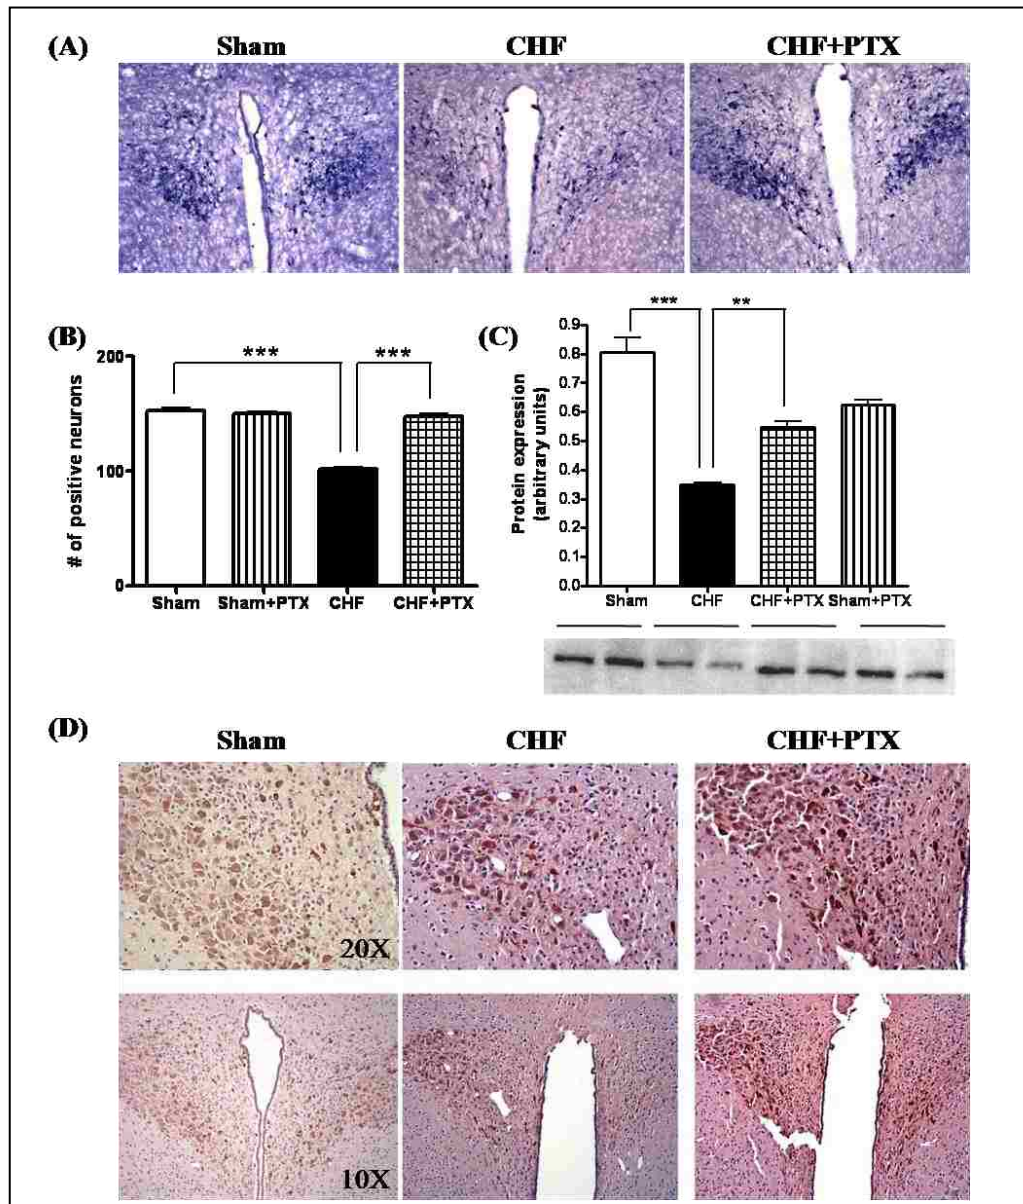 (A) Sham CHF CHF+PTX
(B)
# of positive neurons
200
100
0
***
***
Sham Sham+PTX CHF CHF+PTX
(C)
Protein expression
(arbitrary units)
0.9
0.8
0.7
0.6
0.5
0.4
0.3
0.2
0.1
0.0
***
**
Sham CHF CHF+PTX Sham+PTX
(D)
Sham CHF CHF+PTX
20X
10X